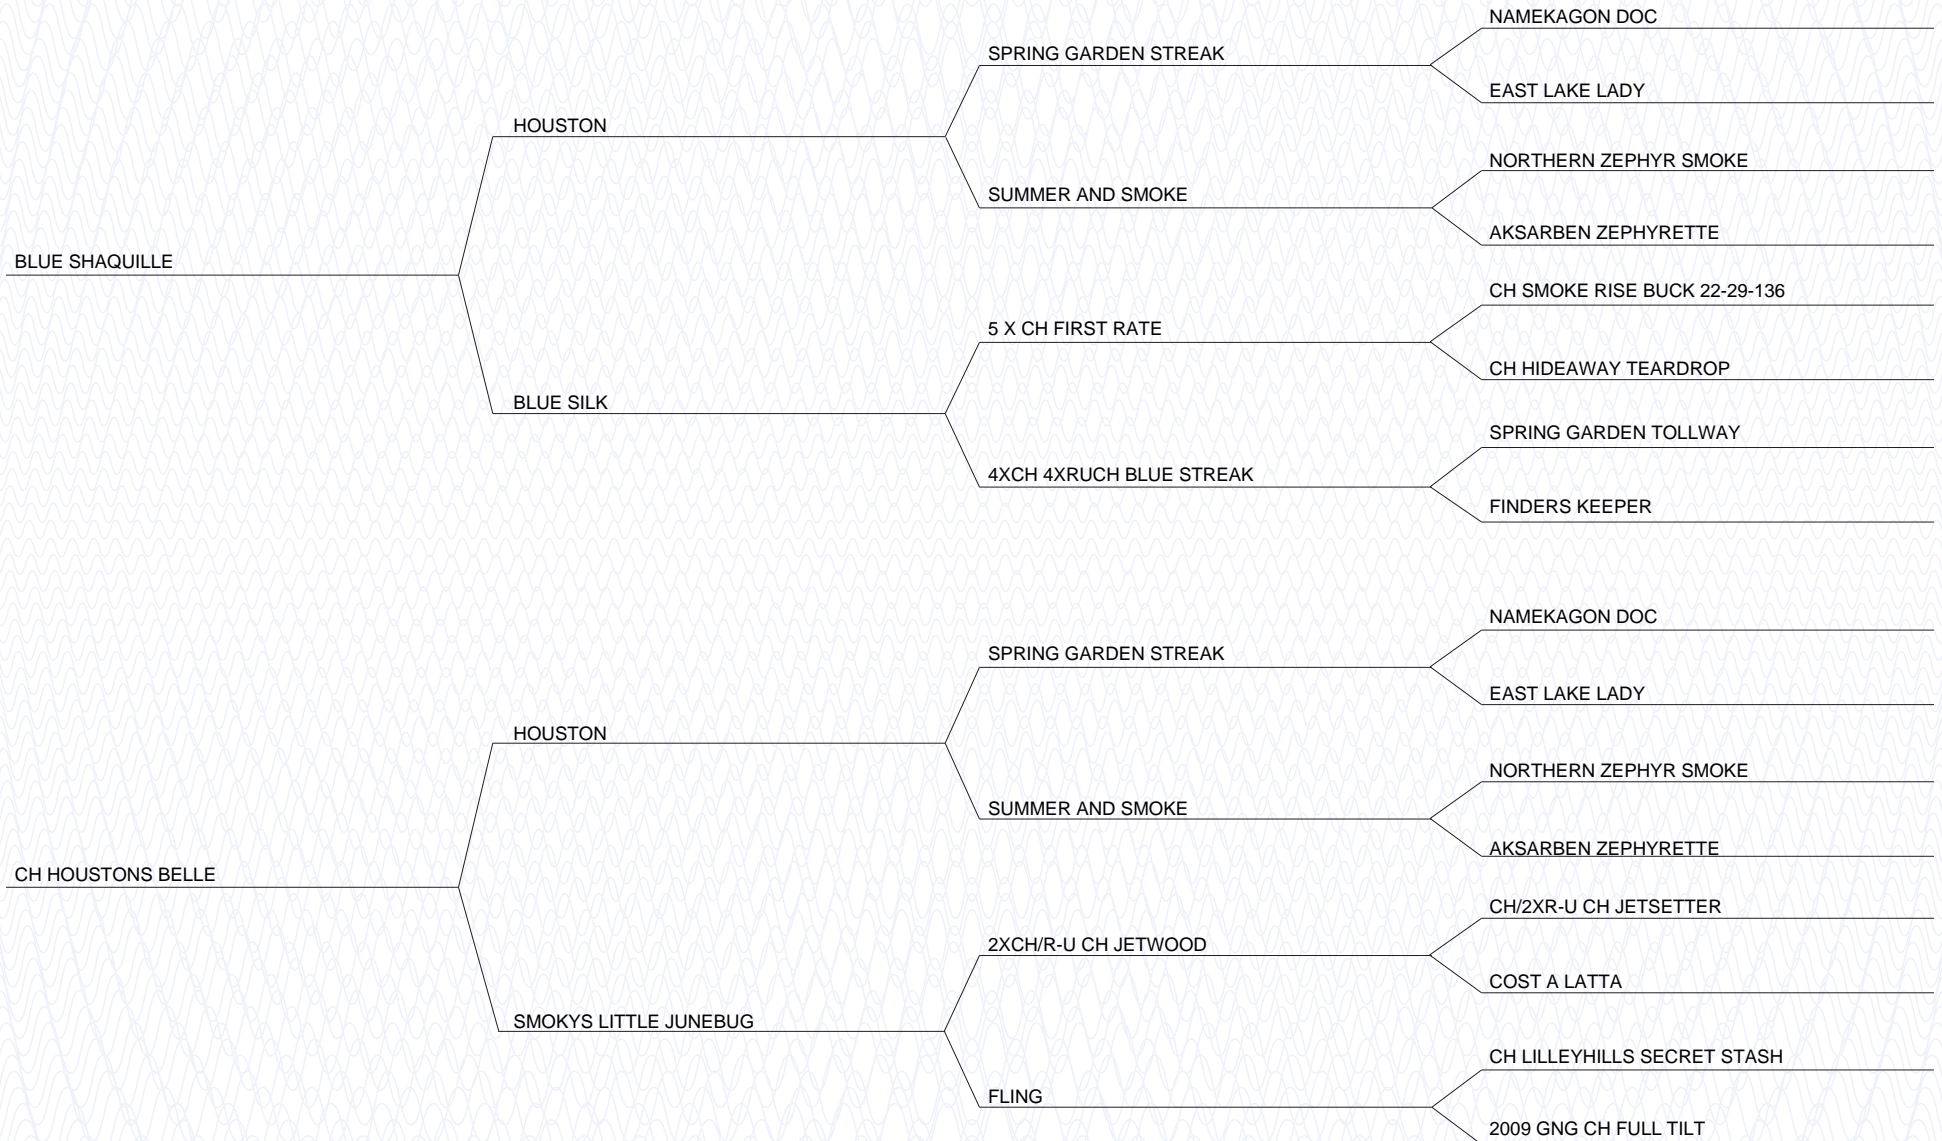 NAMEKAGON DOC
SPRING GARDEN STREAK
EAST LAKE LADY
HOUSTON
NORTHERN ZEPHYR SMOKE
SUMMER AND SMOKE
AKSARBEN ZEPHYRETTE
BLUE SHAQUILLE
CH SMOKE RISE BUCK 22-29-136
5 X CH FIRST RATE
CH HIDEAWAY TEARDROP
BLUE SILK
SPRING GARDEN TOLLWAY
4XCH 4XRUCH BLUE STREAK
FINDERS KEEPER
NAMEKAGON DOC
SPRING GARDEN STREAK
EAST LAKE LADY
HOUSTON
NORTHERN ZEPHYR SMOKE
SUMMER AND SMOKE
AKSARBEN ZEPHYRETTE
CH HOUSTONS BELLE
CH/2XR-U CH JETSETTER
2XCH/R-U CH JETWOOD
COST A LATTA
SMOKYS LITTLE JUNEBUG
CH LILLEYHILLS SECRET STASH
FLING
2009 GNG CH FULL TILT